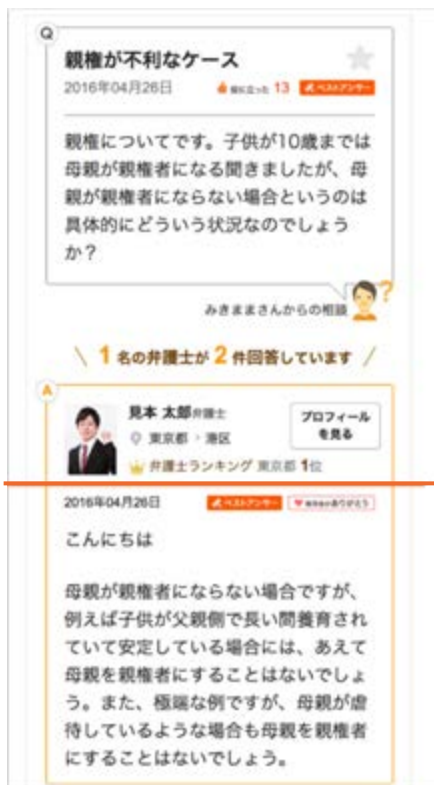 Q
親権が不利なケース
2016年04月26日 役に立った 13 ベストアンサー
親権についてです。子供が10歳までは
母親が親権者になる聞きましたが、母
親が親権者にならない場合というのは
具体的にどういう状況なのでしょう
か?
?
みきままさんからの相談
1 名の弁護士が 2 件回答しています
A
見本 太郎弁護士
東京都 > 港区
弁護士ランキング 東京都 1位
プロフィール
を見る
2016年04月26日 ベストアンサー ありがとう
こんにちは
母親が親権者にならない場合ですが、
例えば子供が父親側で長い間養育され
ていて安定している場合には、あえて
母親を親権者にすることはないでしょ
う。また、極端な例ですが、母親が虐
待しているような場合も母親を親権者
にすることはないでしょう。